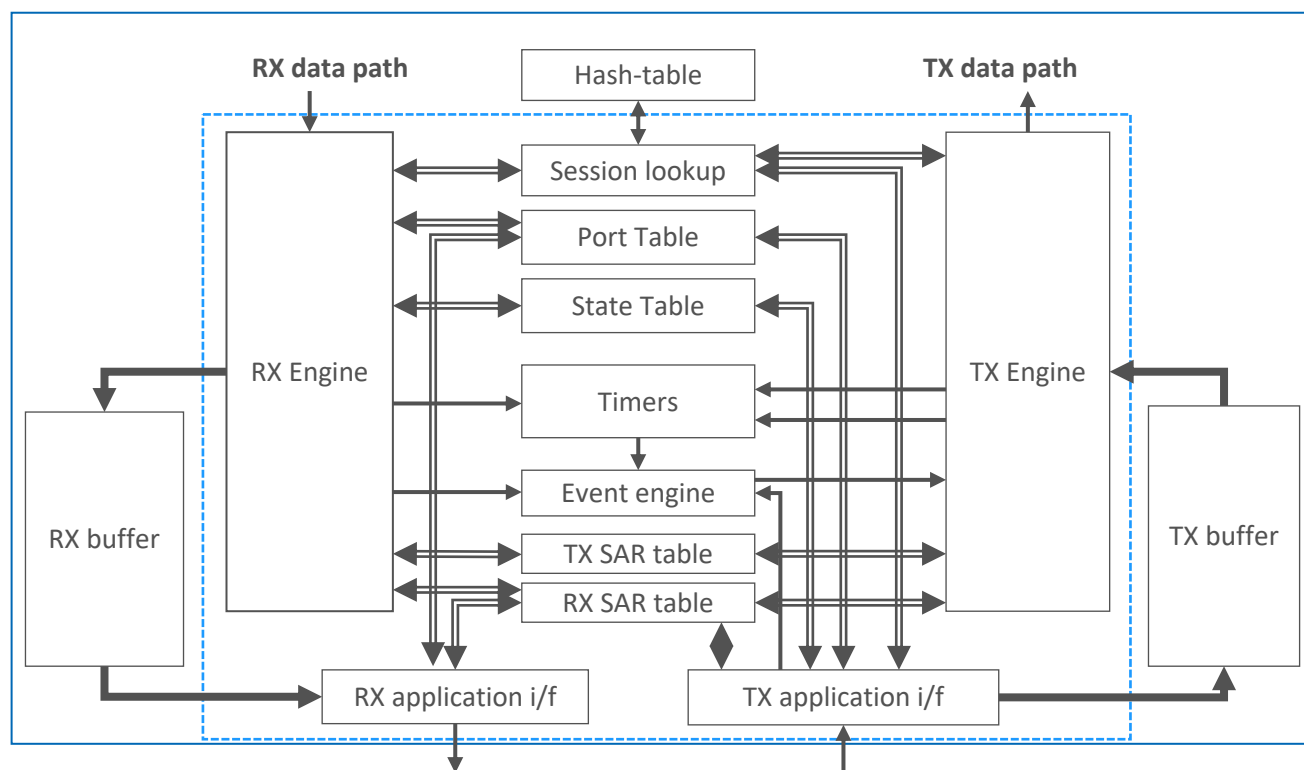 RX data path
Hash-table
TX data path
Session lookup
Port Table
State Table
RX Engine
Timers
TX Engine
Event engine
RX buffer
TX SAR table
TX buffer
RX SAR table
RX application i/f
TX application i/f